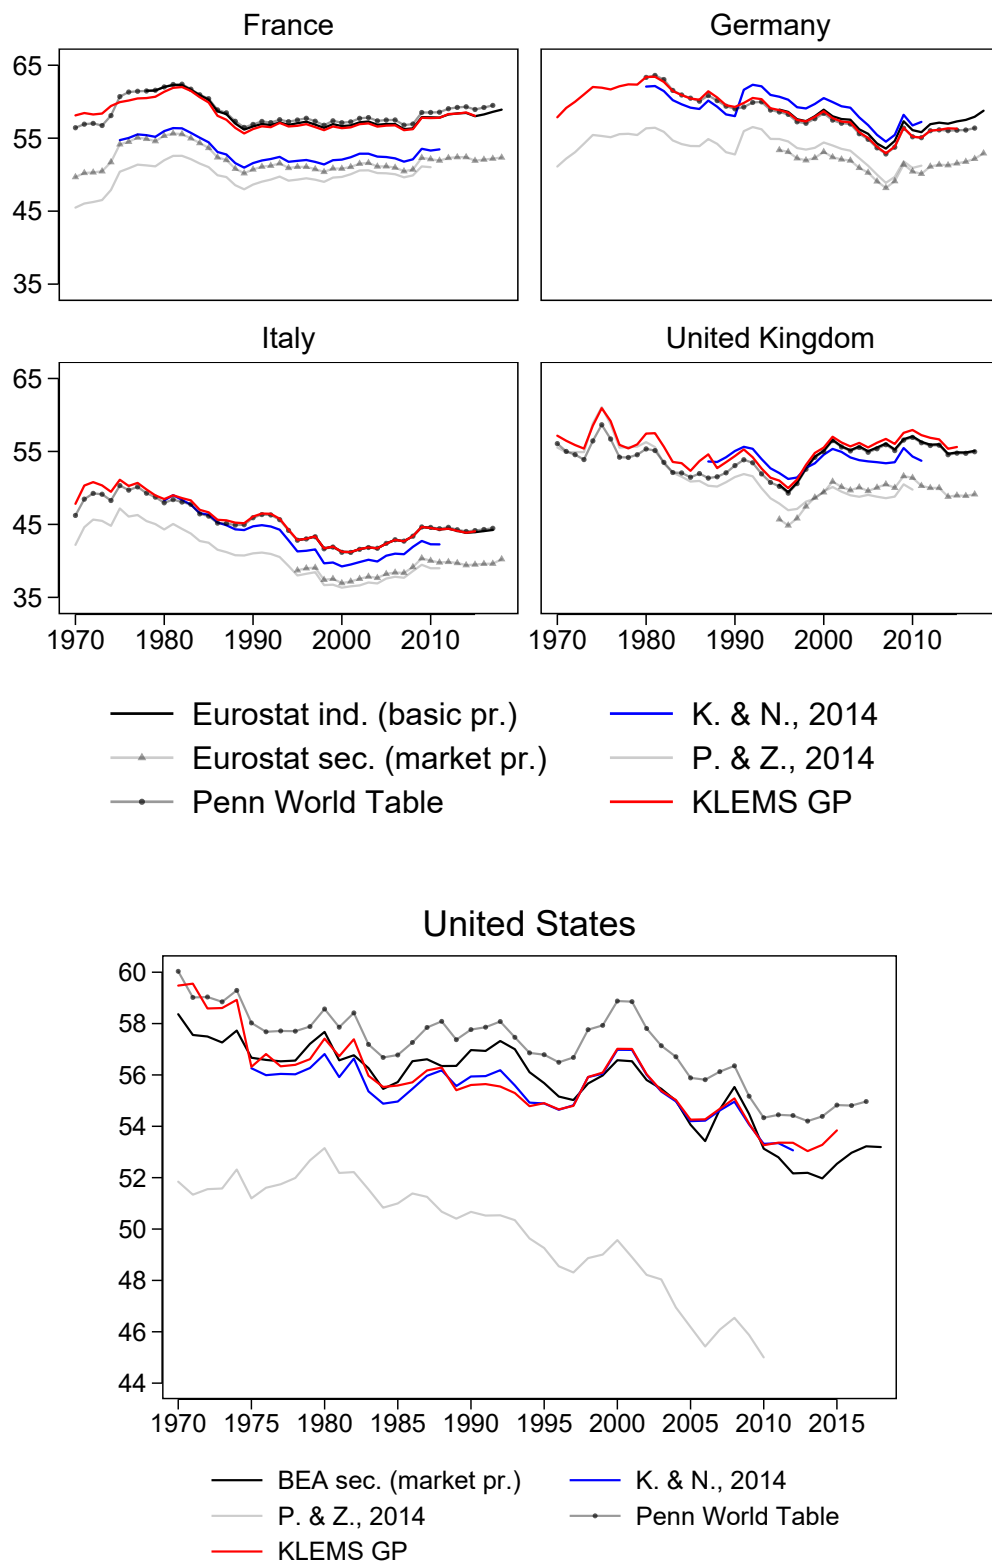 France
Germany
65
55
45
35
Italy
United Kingdom
65
55
45
35
1970 1980 1990 2000 2010
1970 1980 1990 2000 2010
Eurostat ind. (basic pr.)
K. & N., 2014
Eurostat sec. (market pr.)
P. & Z., 2014
Penn World Table
KLEMS GP
United States
60
58
56
54
52
50
48
46
44
1970 1975 1980 1985 1990 1995 2000 2005 2010 2015
BEA sec. (market pr.)
K. & N., 2014
P. & Z., 2014
Penn World Table
KLEMS GP